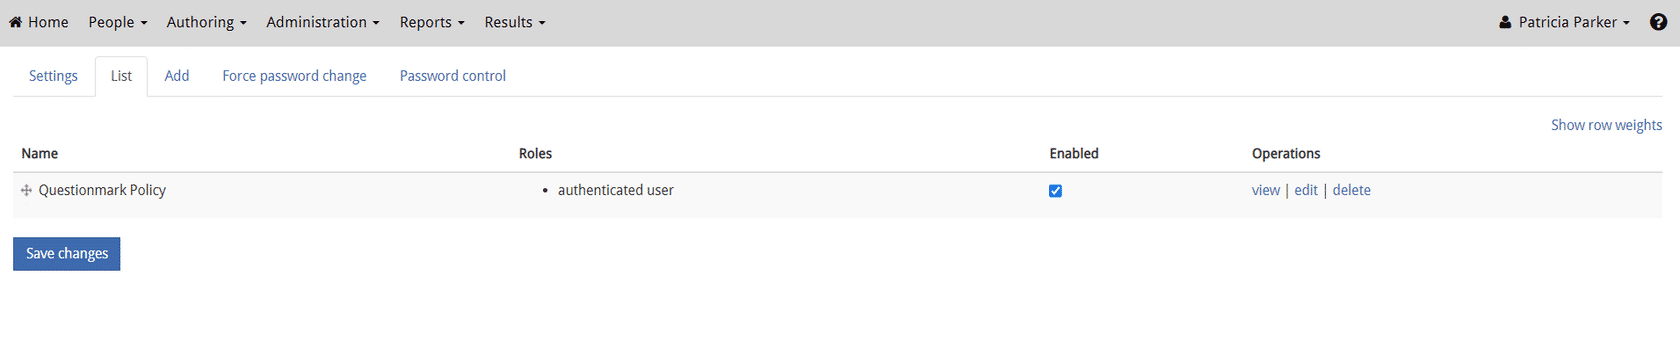 Home People Authoring Administration Reports Results Patricia Parker ?
Settings List Add Force password change Password control
Show row weights
Name Roles Enabled Operations
Questionmark Policy • authenticated user view | edit | delete
Save changes